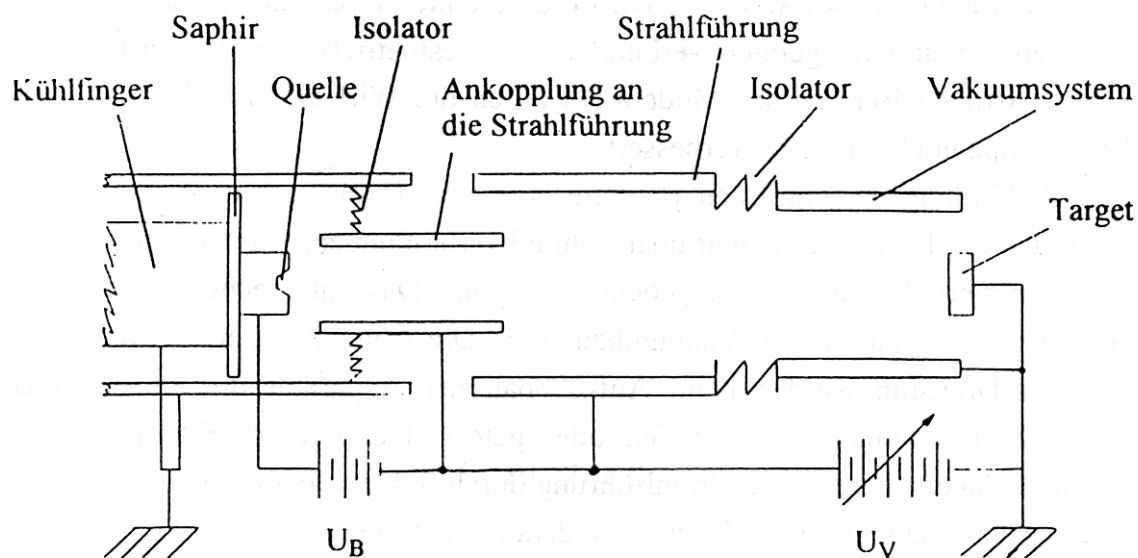 Saphir
Isolator
Strahlführung
Kühlfinger
Quelle
Ankopplung an
die Strahlführung
Isolator
Vakuumsystem
Target
U_B
U_V